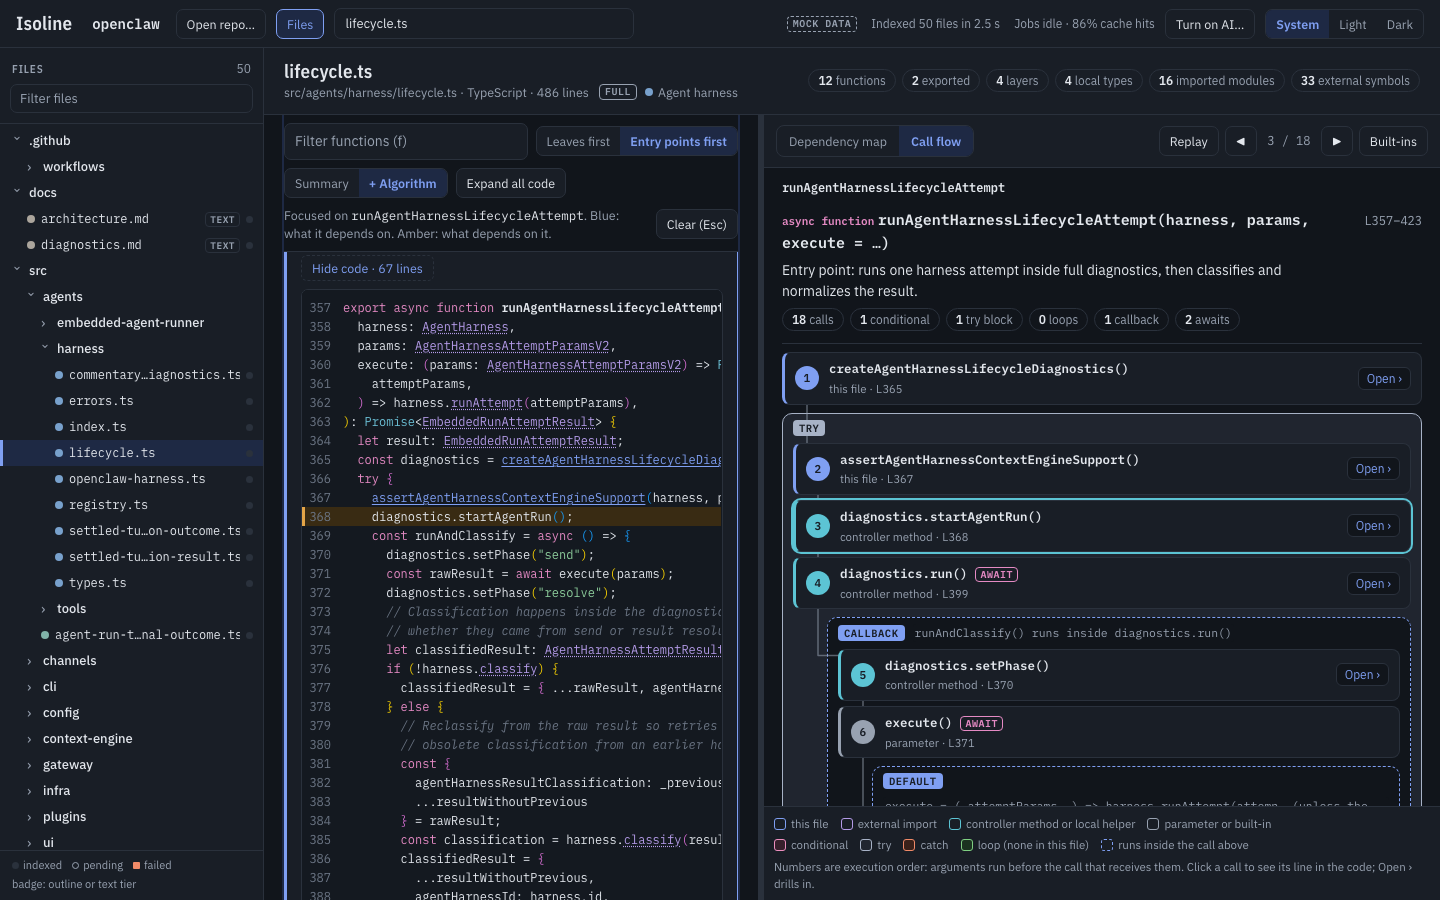 Isoline openclaw Open repo... Files lifecycle.ts MOCK DATA Indexed 50 files in 2.5 s Jobs idle · 86% cache hits Turn on AI... System Light Dark
FILES 50
Filter files
.github
workflows
docs
architecture.md TEXT
diagnostics.md TEXT
src
agents
embedded-agent-runner
harness
commentary…iagnostics.ts
errors.ts
index.ts
lifecycle.ts
openclaw-harness.ts
registry.ts
settled-tu…on-outcome.ts
settled-tu…ion-result.ts
types.ts
tools
agent-run-t…nal-outcome.ts
channels
cli
config
context-engine
gateway
infra
plugins
ui
indexed pending failed
badge: outline or text tier
lifecycle.ts
src/agents/harness/lifecycle.ts · TypeScript · 486 lines FULL Agent harness
12 functions 2 exported 4 layers 4 local types 16 imported modules 33 external symbols
Filter functions (f) Leaves first Entry points first
Summary + Algorithm Expand all code
Focused on runAgentHarnessLifecycleAttempt. Blue:
what it depends on. Amber: what depends on it.
Clear (Esc)
Hide code · 67 lines
357 export async function runAgentHarnessLifecycleAttempt
358 harness: AgentHarness,
359 params: AgentHarnessAttemptParamsV2,
360 execute: (params: AgentHarnessAttemptParamsV2) => P
361 attemptParams,
362 ) => harness.runAttempt(attemptParams),
363 ): Promise<EmbeddedRunAttemptResult> {
364 let result: EmbeddedRunAttemptResult;
365 const diagnostics = createAgentHarnessLifecycleDiag
366 try {
367 assertAgentHarnessContextEngineSupport(harness, p
368 diagnostics.startAgentRun();
369 const runAndClassify = async () => {
370 diagnostics.setPhase("send");
371 const rawResult = await execute(params);
372 diagnostics.setPhase("resolve");
373 // Classification happens inside the diagnostic
374 // whether they came from send or result resolu
375 let classifiedResult: AgentHarnessAttemptResult
376 if (!harness.classify) {
377 classifiedResult = { ...rawResult, agentHarne
378 } else {
379 // Reclassify from the raw result so retries
380 // obsolete classification from an earlier ha
381 const {
382 agentHarnessResultClassification: _previous
383 ...resultWithoutPrevious
384 } = rawResult;
385 const classification = harness.classify(resul
386 classifiedResult = {
387 ...resultWithoutPrevious,
388 agentHarnessId: harness.id,
Dependency map Call flow Replay ◀ 3 / 18 ▶ Built-ins
runAgentHarnessLifecycleAttempt
async function runAgentHarnessLifecycleAttempt(harness, params, L357–423
execute = …)
Entry point: runs one harness attempt inside full diagnostics, then classifies and
normalizes the result.
18 calls 1 conditional 1 try block 0 loops 1 callback 2 awaits
1 createAgentHarnessLifecycleDiagnostics()
this file · L365
Open ›
TRY
2 assertAgentHarnessContextEngineSupport()
this file · L367
Open ›
3 diagnostics.startAgentRun()
controller method · L368
Open ›
4 diagnostics.run() AWAIT
controller method · L399
Open ›
CALLBACK runAndClassify() runs inside diagnostics.run()
5 diagnostics.setPhase()
controller method · L370
Open ›
6 execute() AWAIT
parameter · L371
DEFAULT
execute = ( attemptParams, ) => harness.runAttempt(attemp… (unless the
this file external import controller method or local helper parameter or built-in
conditional try catch loop (none in this file) runs inside the call above
Numbers are execution order: arguments run before the call that receives them. Click a call to see its line in the code; Open ›
drills in.